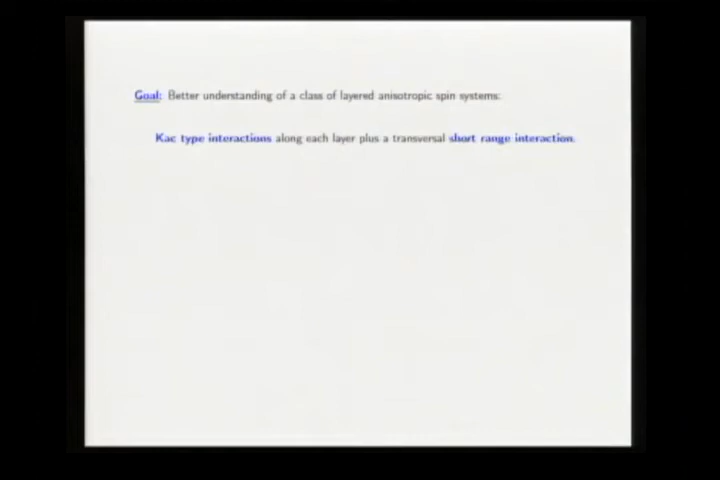 Goal: Better understanding of a class of layered anisotropic spin systems:
Kac type interactions along each layer plus a transversal short range interaction.